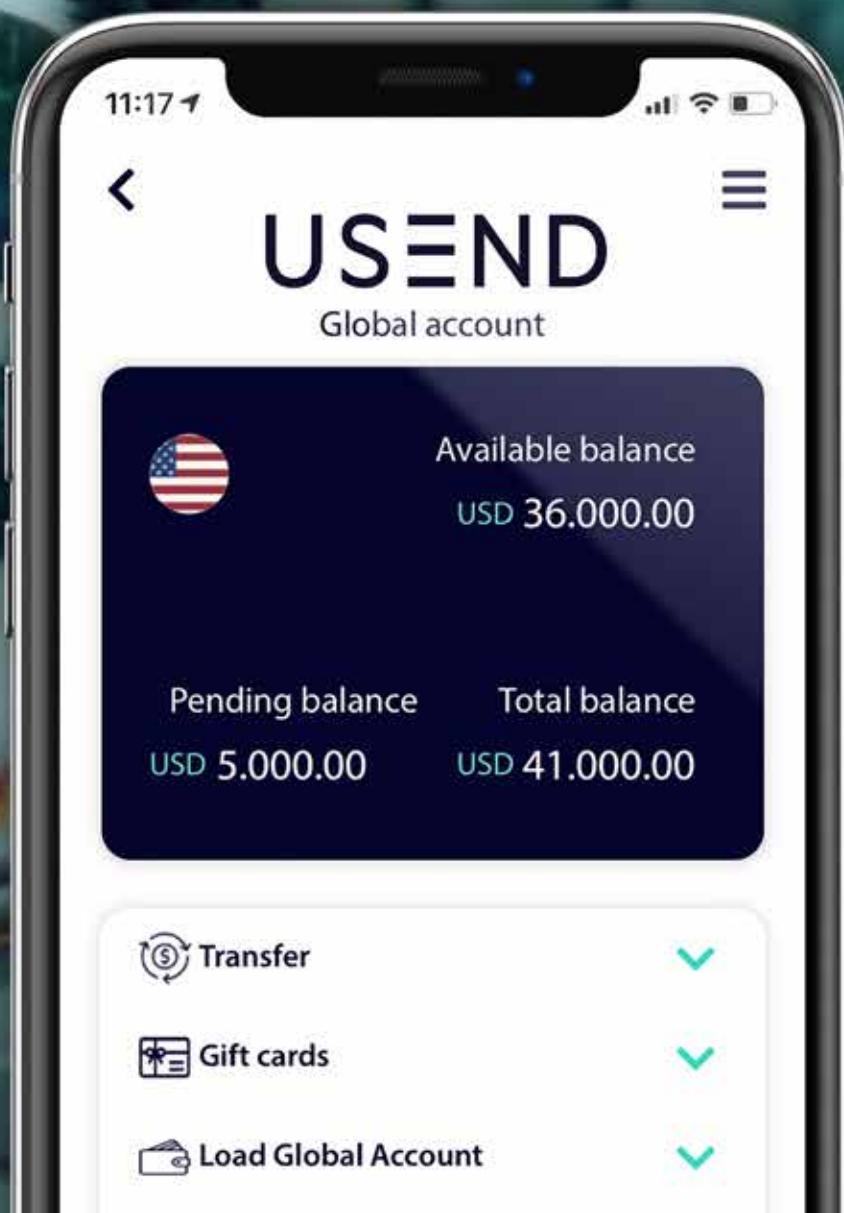 11:17
USEND
Global account
Available balance
USD 36.000.00
Pending balance
Total balance
USD 5.000.00
USD 41.000.00
Transfer
Gift cards
Load Global Account